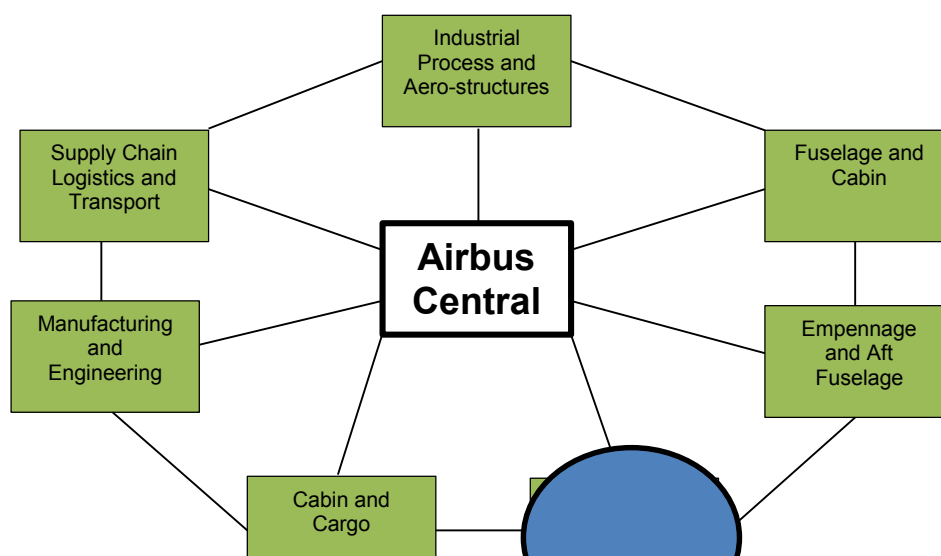 Industrial
Process and
Aero-structures
Supply Chain
Logistics and
Transport
Fuselage and
Cabin
Airbus
Central
Manufacturing
and
Engineering
Empennage
and Aft
Fuselage
Cabin and
Cargo